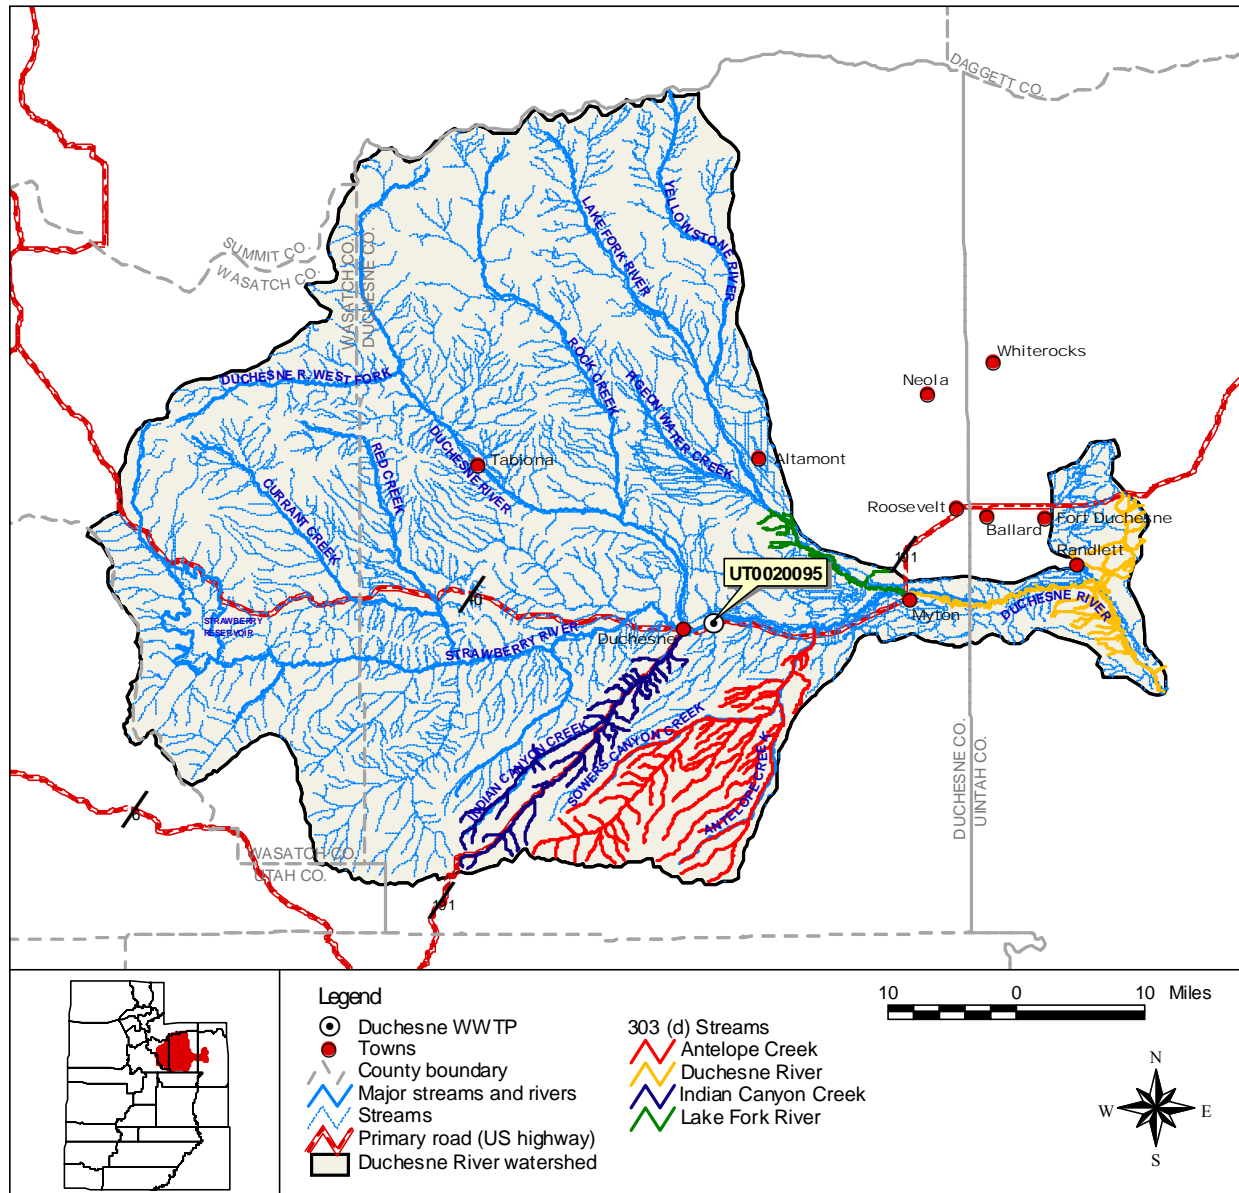 DAGGETT CO.
SUMMIT CO.
WASATCH CO.
WASATCH CO.
DUCHESNE CO.
YELLOWSTONE RIVER
LAKE FORK RIVER
ROCK CREEK
PIGEON WATER CREEK
DUCHESNE R. WEST FORK
DUCHESNE RIVER
RED CREEK
CURRANT CREEK
Whiterocks
Neola
Tabiona
Altamont
Roosevelt
Ballard
Fort Duchesne
Randlett
191
UT0020095
40
Myton
DUCHESNE RIVER
STRAWBERRY
RESERVOIR
STRAWBERRY RIVER
Duchesne
INDIAN CANYON CREEK
SOWERS CANYON CREEK
ANTELOPE CREEK
DUCHESNE CO.
UINTAH CO.
6
WASATCH CO.
UTAH CO.
191
Legend
Duchesne WWTP
Towns
County boundary
Major streams and rivers
Streams
Primary road (US highway)
Duchesne River watershed
303 (d) Streams
Antelope Creek
Duchesne River
Indian Canyon Creek
Lake Fork River
10 0 10 Miles
N
W E
S